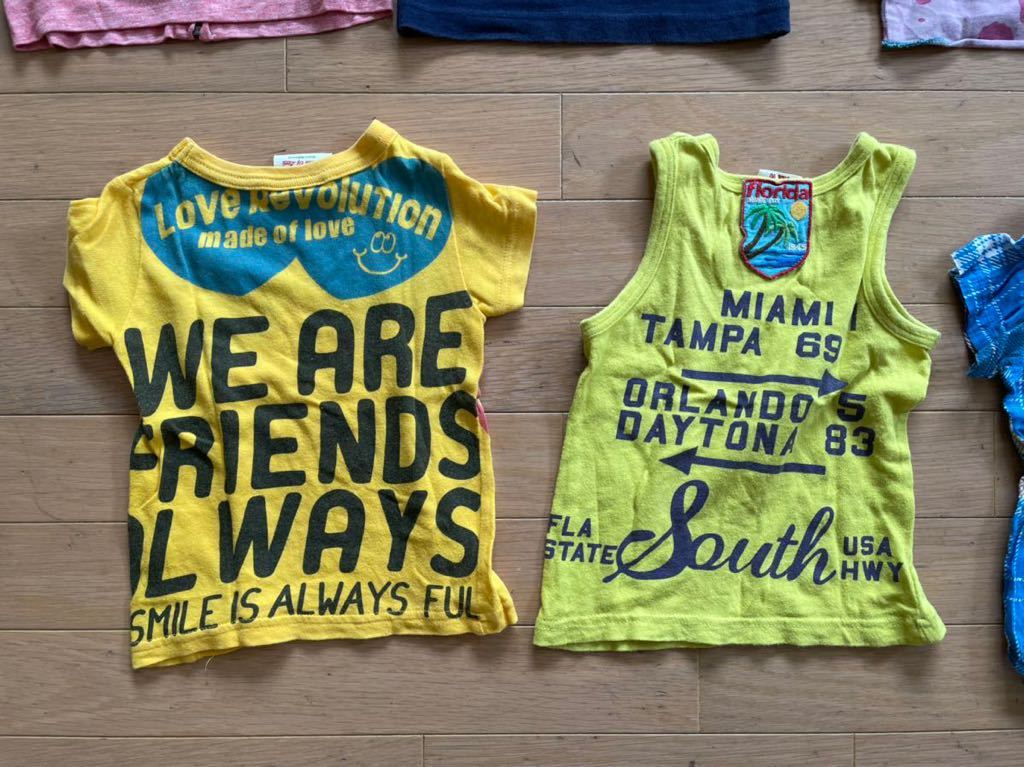 Love Revolution
made of love
WE ARE
FRIENDS
ALWAYS
SMILE IS ALWAYS FUL
Florida
1845
MIAMI
TAMPA 69
ORLANDO 5
DAYTONA 83
FLA
STATE
South
USA
HWY